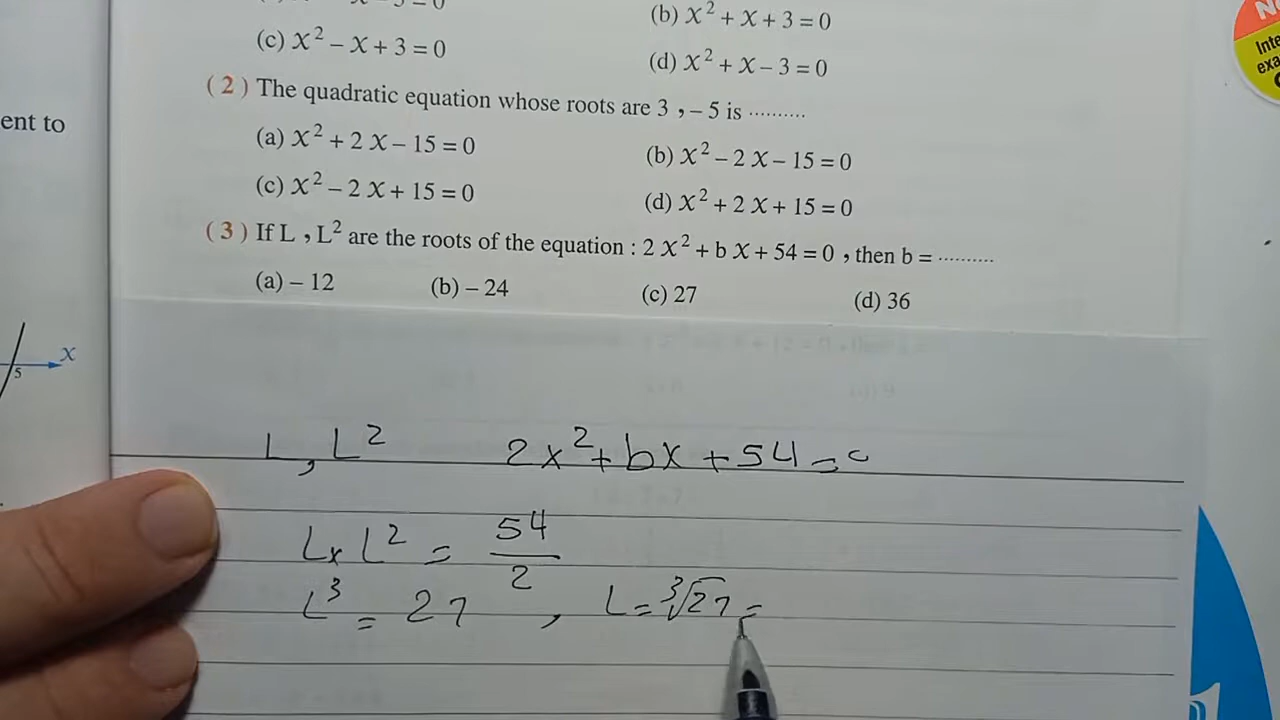 (b) x² + x + 3 = 0
(c) x² − x + 3 = 0
(d) x² + x − 3 = 0
ent to
(2) The quadratic equation whose roots are 3 , − 5 is ..........
(a) x² + 2 x − 15 = 0
(b) x² − 2 x − 15 = 0
(c) x² − 2 x + 15 = 0
(d) x² + 2 x + 15 = 0
(3) If L , L² are the roots of the equation : 2 x² + b x + 54 = 0 , then b = ..........
(a) − 12
(b) − 24
(c) 27
(d) 36
x
5
L, L² 2x² + bx + 54 = 0
L × L² = 54/2
L³ = 27 , L = ∛27 =